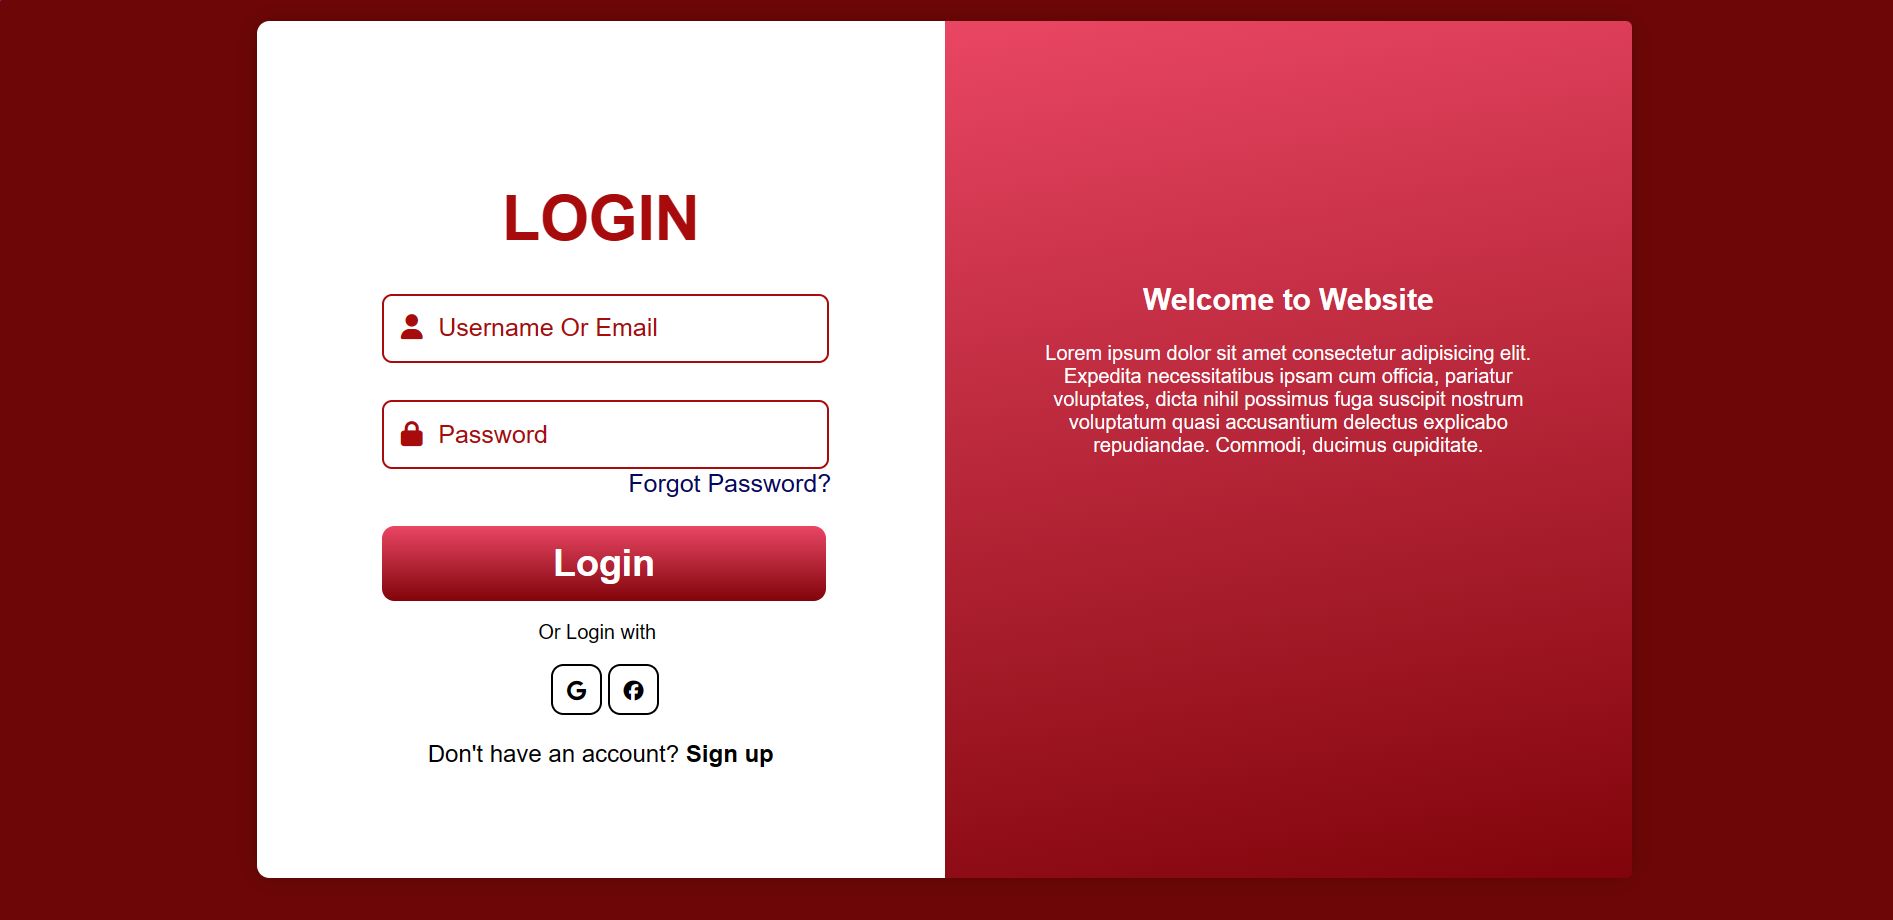 LOGIN
Username Or Email
Password
Forgot Password?
Login
Or Login with
Don't have an account? Sign up
Welcome to Website
Lorem ipsum dolor sit amet consectetur adipisicing elit.
Expedita necessitatibus ipsam cum officia, pariatur
voluptates, dicta nihil possimus fuga suscipit nostrum
voluptatum quasi accusantium delectus explicabo
repudiandae. Commodi, ducimus cupiditate.